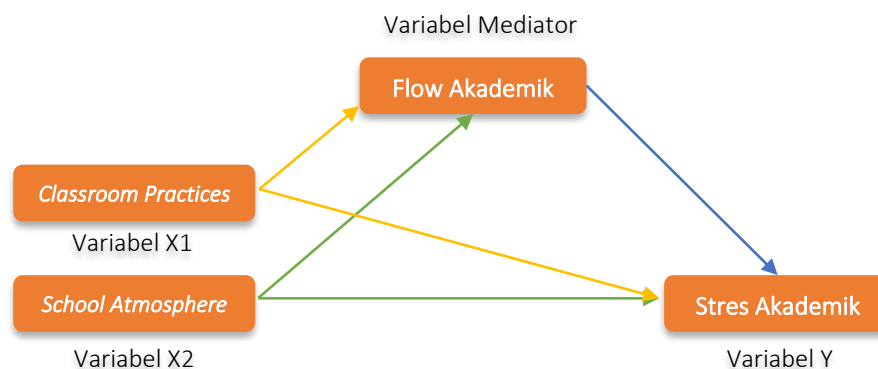 Variabel Mediator
Flow Akademik
Classroom Practices
Variabel X1
School Atmosphere
Variabel X2
Stres Akademik
Variabel Y